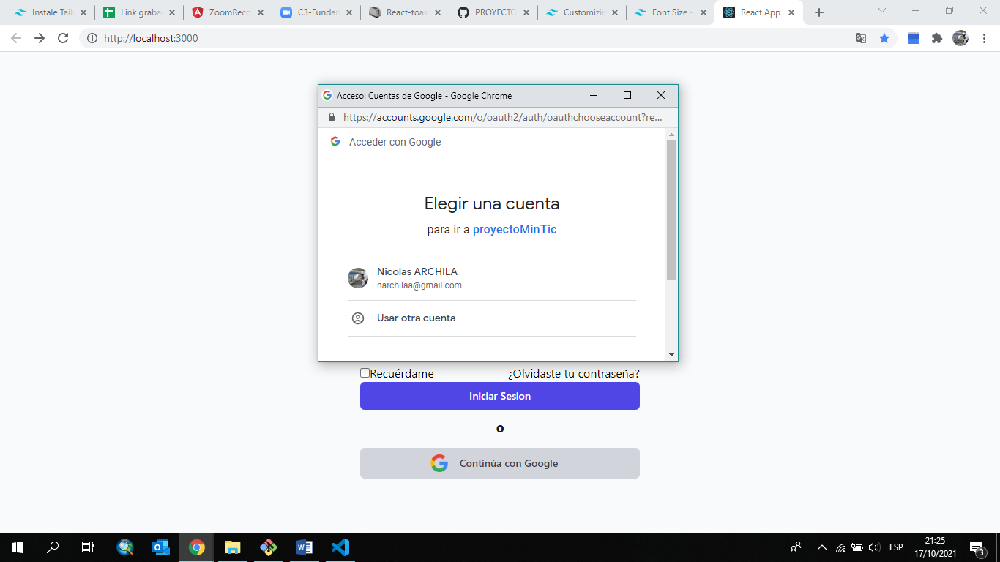 Instale Tail
Link graba
ZoomReco
C3-Fundar
React-toas
PROYECTO
Customizin
Font Size -
React App
http://localhost:3000
Acceso: Cuentas de Google - Google Chrome
https://accounts.google.com/o/oauth2/auth/oauthchooseaccount?re...
Acceder con Google
Elegir una cuenta
para ir a proyectoMinTic
Nicolas ARCHILA
narchilaa@gmail.com
Usar otra cuenta
Recuérdame
¿Olvidaste tu contraseña?
Iniciar Sesion
------------------------ o ------------------------
Continúa con Google
ESP
21:25
17/10/2021
3